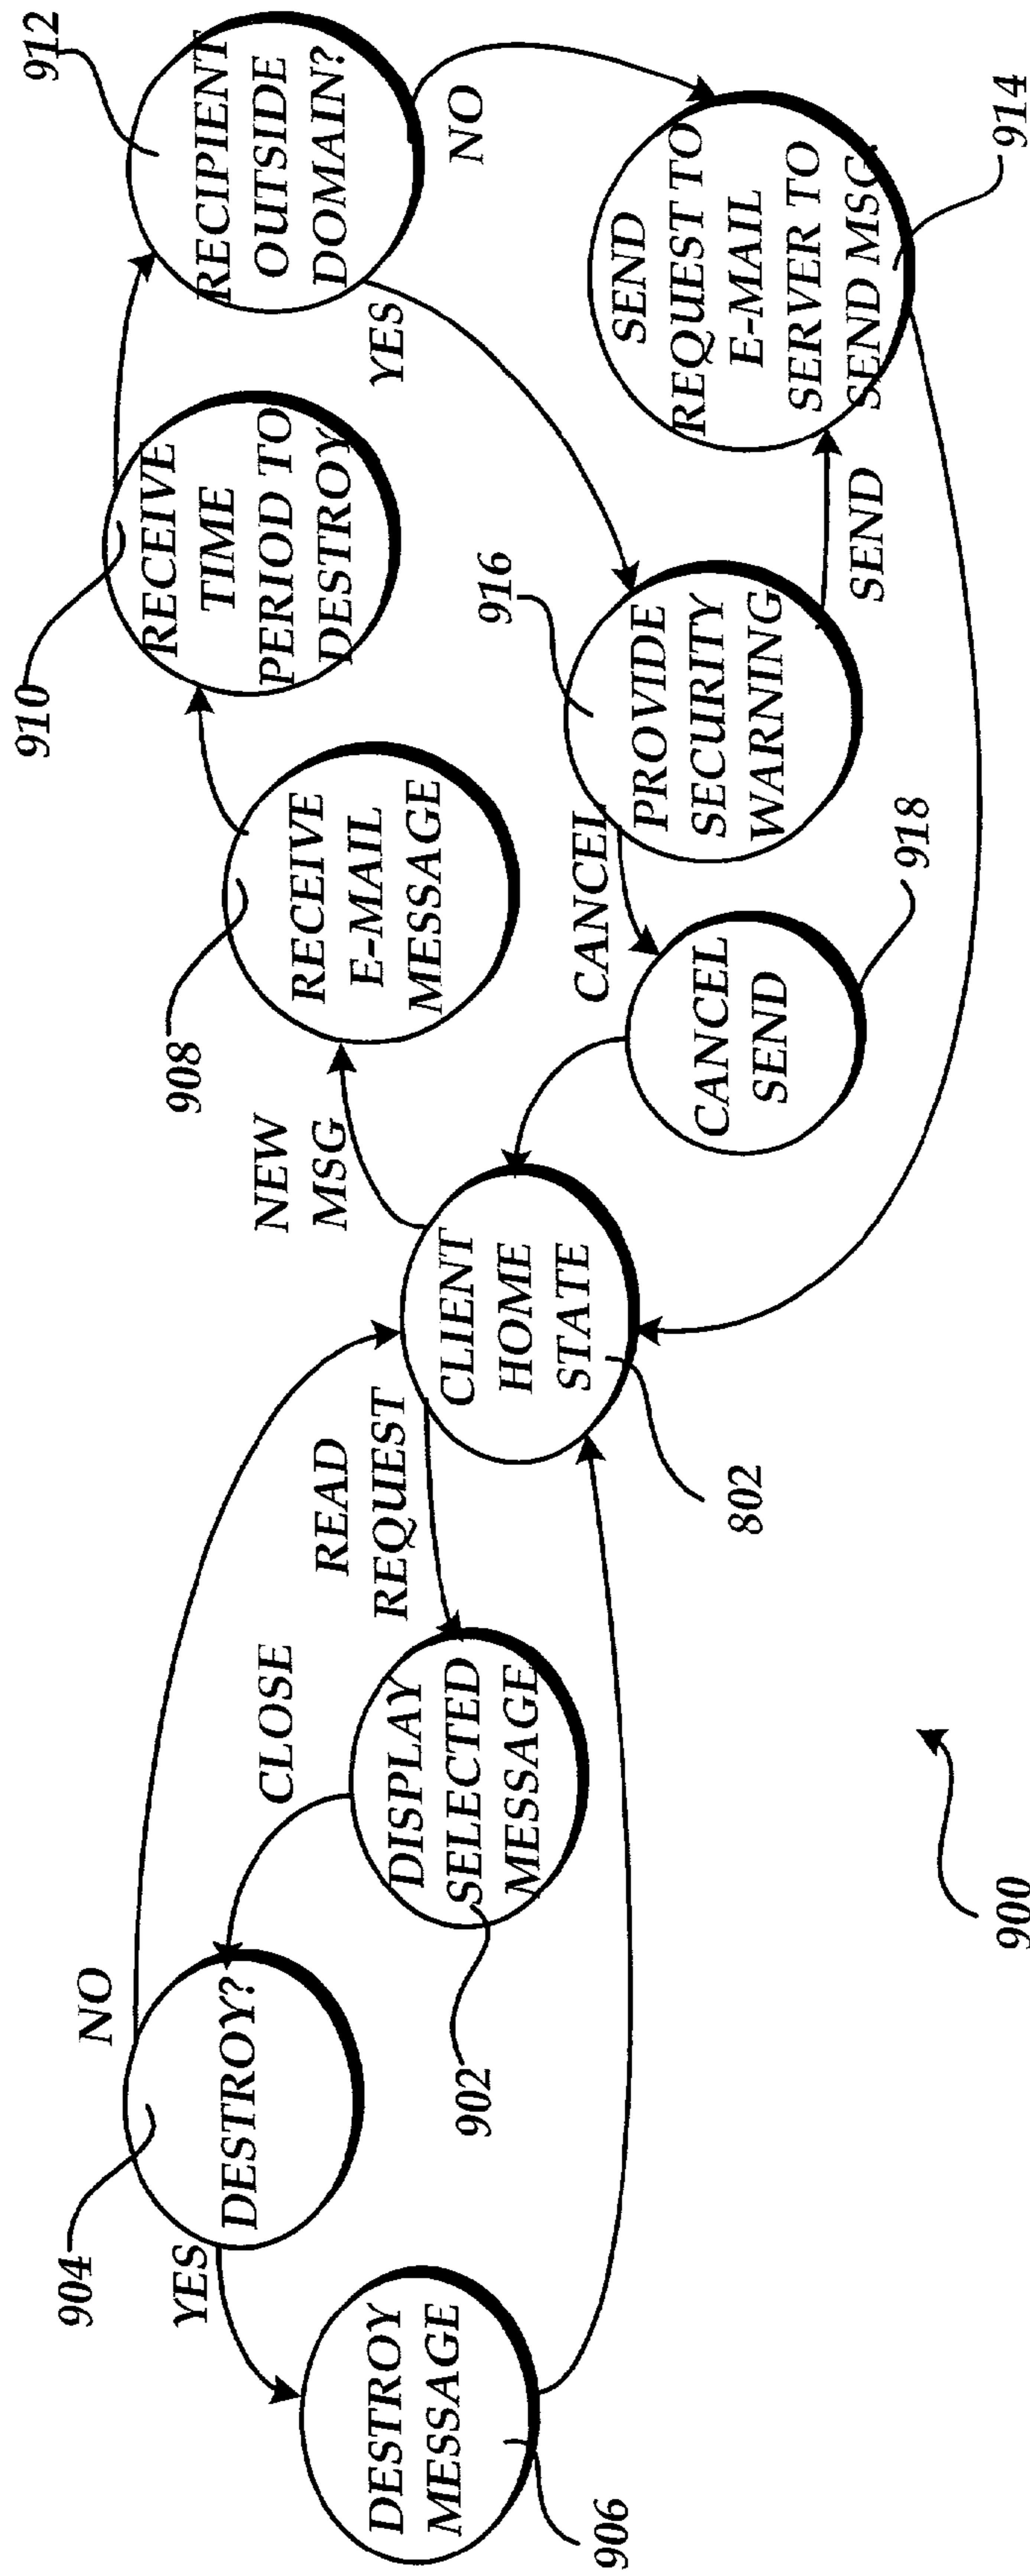 904
NO
YES
DESTROY?
CLOSE
DESTROY
MESSAGE
906
902
DISPLAY
SELECTED
MESSAGE
READ
REQUEST
CLIENT
HOME
STATE
802
NEW
MSG
908
RECEIVE
E-MAIL
MESSAGE
910
RECEIVE
TIME
PERIOD TO
DESTROY
912
RECIPIENT
OUTSIDE
DOMAIN?
YES
NO
916
PROVIDE
SECURITY
WARNING
CANCEL
CANCEL
SEND
918
SEND
SEND
REQUEST TO
E-MAIL
SERVER TO
SEND MSG
914
900